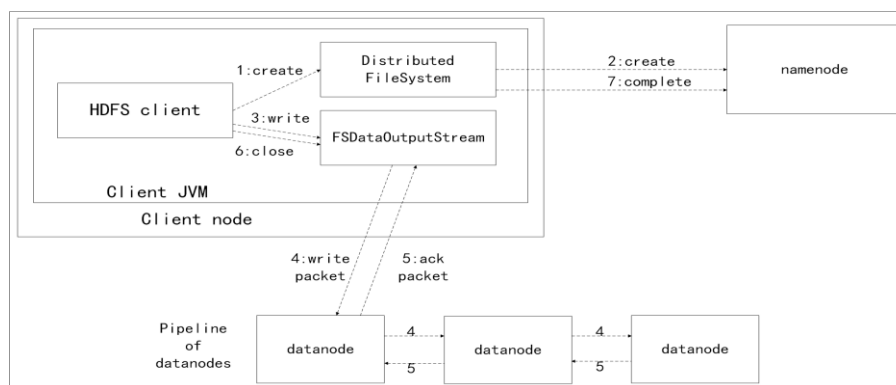 Distributed
FileSystem
1:create
2:create
7:complete
namenode
HDFS client
3:write
6:close
FSDataOutputStream
Client JVM
Client node
4:write
packet
5:ack
packet
Pipeline
of
datanodes
datanode
4
5
datanode
4
5
datanode